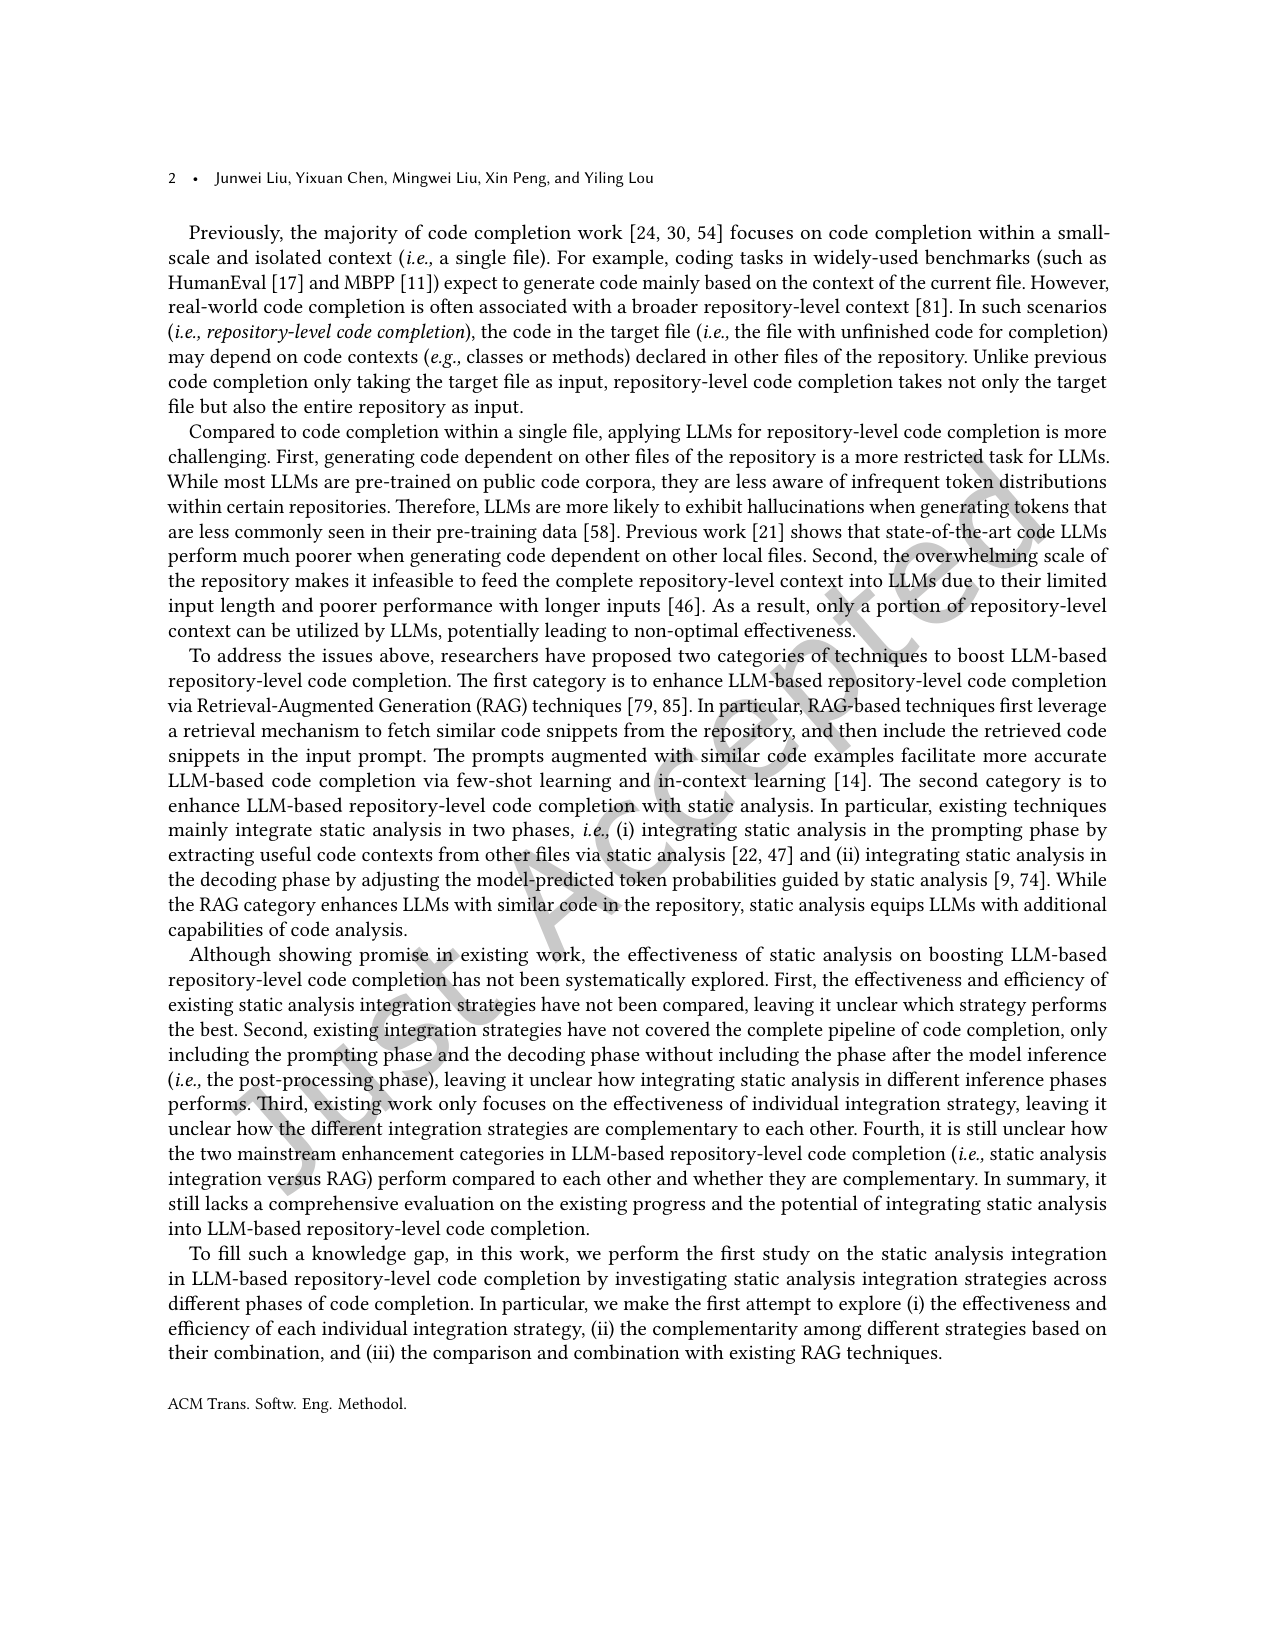 2 • Junwei Liu, Yixuan Chen, Mingwei Liu, Xin Peng, and Yiling Lou
Previously, the majority of code completion work [24, 30, 54] focuses on code completion within a small-
scale and isolated context (i.e., a single file). For example, coding tasks in widely-used benchmarks (such as
HumanEval [17] and MBPP [11]) expect to generate code mainly based on the context of the current file. However,
real-world code completion is often associated with a broader repository-level context [81]. In such scenarios
(i.e., repository-level code completion), the code in the target file (i.e., the file with unfinished code for completion)
may depend on code contexts (e.g., classes or methods) declared in other files of the repository. Unlike previous
code completion only taking the target file as input, repository-level code completion takes not only the target
file but also the entire repository as input.
Compared to code completion within a single file, applying LLMs for repository-level code completion is more
challenging. First, generating code dependent on other files of the repository is a more restricted task for LLMs.
While most LLMs are pre-trained on public code corpora, they are less aware of infrequent token distributions
within certain repositories. Therefore, LLMs are more likely to exhibit hallucinations when generating tokens that
are less commonly seen in their pre-training data [58]. Previous work [21] shows that state-of-the-art code LLMs
perform much poorer when generating code dependent on other local files. Second, the overwhelming scale of
the repository makes it infeasible to feed the complete repository-level context into LLMs due to their limited
input length and poorer performance with longer inputs [46]. As a result, only a portion of repository-level
context can be utilized by LLMs, potentially leading to non-optimal effectiveness.
To address the issues above, researchers have proposed two categories of techniques to boost LLM-based
repository-level code completion. The first category is to enhance LLM-based repository-level code completion
via Retrieval-Augmented Generation (RAG) techniques [79, 85]. In particular, RAG-based techniques first leverage
a retrieval mechanism to fetch similar code snippets from the repository, and then include the retrieved code
snippets in the input prompt. The prompts augmented with similar code examples facilitate more accurate
LLM-based code completion via few-shot learning and in-context learning [14]. The second category is to
enhance LLM-based repository-level code completion with static analysis. In particular, existing techniques
mainly integrate static analysis in two phases, i.e., (i) integrating static analysis in the prompting phase by
extracting useful code contexts from other files via static analysis [22, 47] and (ii) integrating static analysis in
the decoding phase by adjusting the model-predicted token probabilities guided by static analysis [9, 74]. While
the RAG category enhances LLMs with similar code in the repository, static analysis equips LLMs with additional
capabilities of code analysis.
Although showing promise in existing work, the effectiveness of static analysis on boosting LLM-based
repository-level code completion has not been systematically explored. First, the effectiveness and efficiency of
existing static analysis integration strategies have not been compared, leaving it unclear which strategy performs
the best. Second, existing integration strategies have not covered the complete pipeline of code completion, only
including the prompting phase and the decoding phase without including the phase after the model inference
(i.e., the post-processing phase), leaving it unclear how integrating static analysis in different inference phases
performs. Third, existing work only focuses on the effectiveness of individual integration strategy, leaving it
unclear how the different integration strategies are complementary to each other. Fourth, it is still unclear how
the two mainstream enhancement categories in LLM-based repository-level code completion (i.e., static analysis
integration versus RAG) perform compared to each other and whether they are complementary. In summary, it
still lacks a comprehensive evaluation on the existing progress and the potential of integrating static analysis
into LLM-based repository-level code completion.
To fill such a knowledge gap, in this work, we perform the first study on the static analysis integration
in LLM-based repository-level code completion by investigating static analysis integration strategies across
different phases of code completion. In particular, we make the first attempt to explore (i) the effectiveness and
efficiency of each individual integration strategy, (ii) the complementarity among different strategies based on
their combination, and (iii) the comparison and combination with existing RAG techniques.
ACM Trans. Softw. Eng. Methodol.
Just Accepted